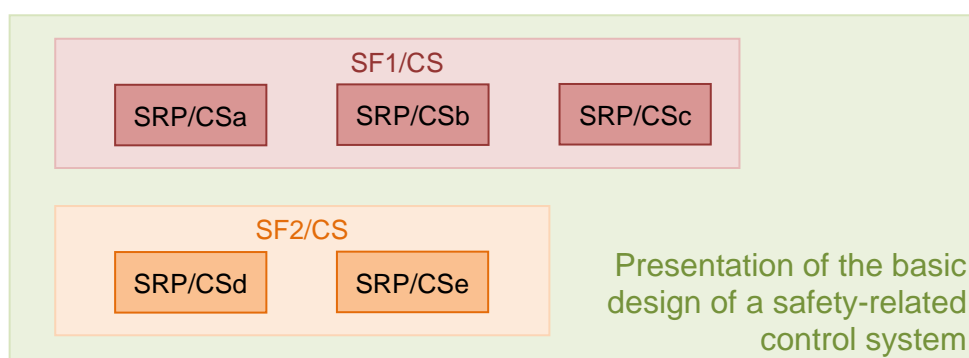 SF1/CS
SRP/CSa SRP/CSb SRP/CSc
SF2/CS
SRP/CSd SRP/CSe
Presentation of the basic
design of a safety-related
control system